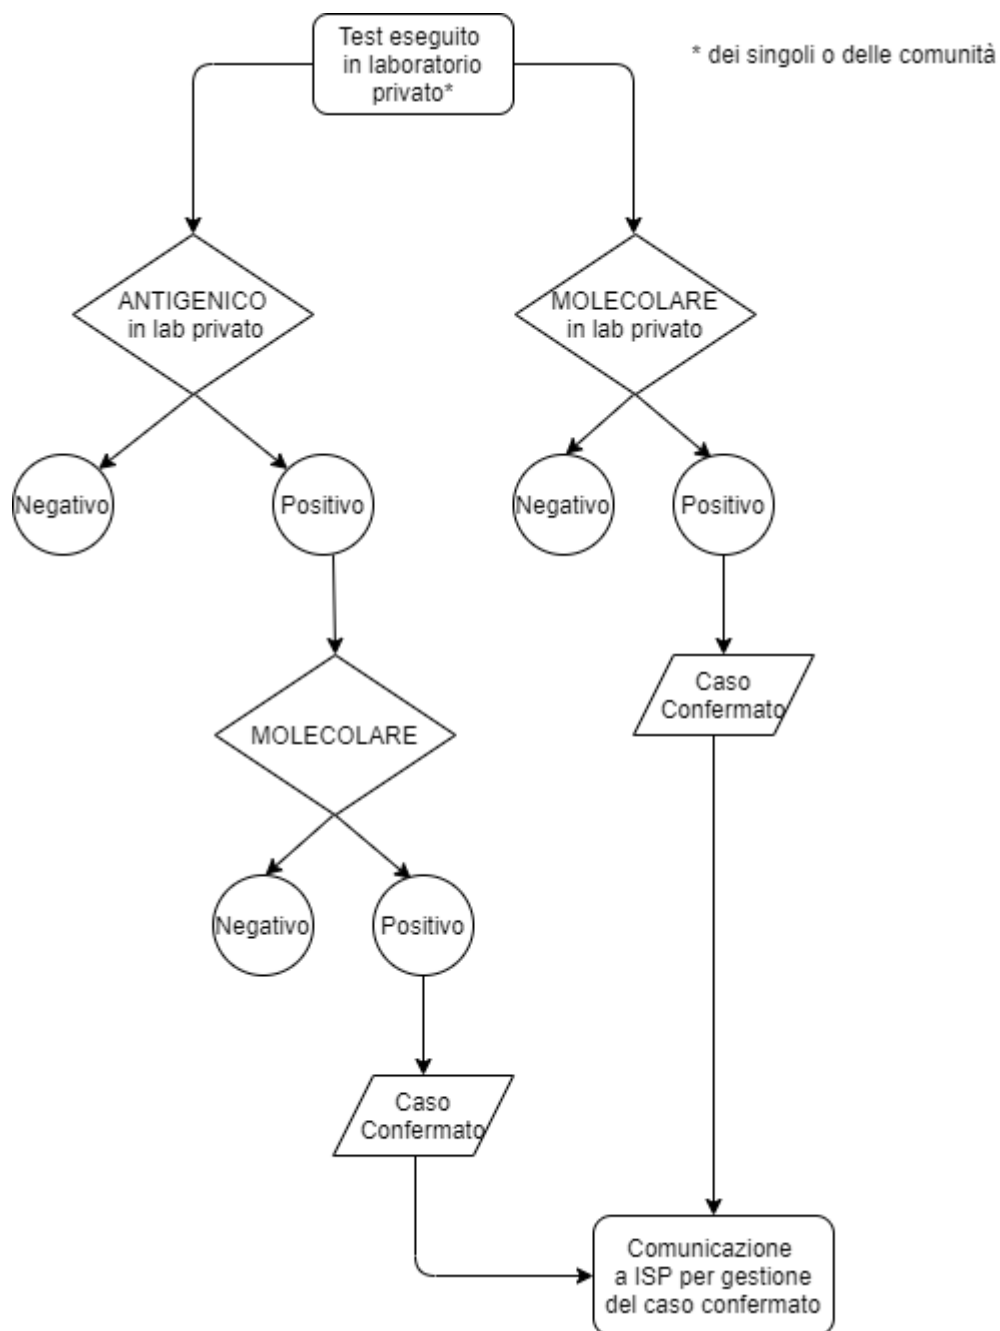 Test eseguito
in laboratorio
privato*
* dei singoli o delle comunità
ANTIGENICO
in lab privato
MOLECOLARE
in lab privato
Negativo
Positivo
Negativo
Positivo
Caso
Confermato
MOLECOLARE
Negativo
Positivo
Caso
Confermato
Comunicazione
a ISP per gestione
del caso confermato